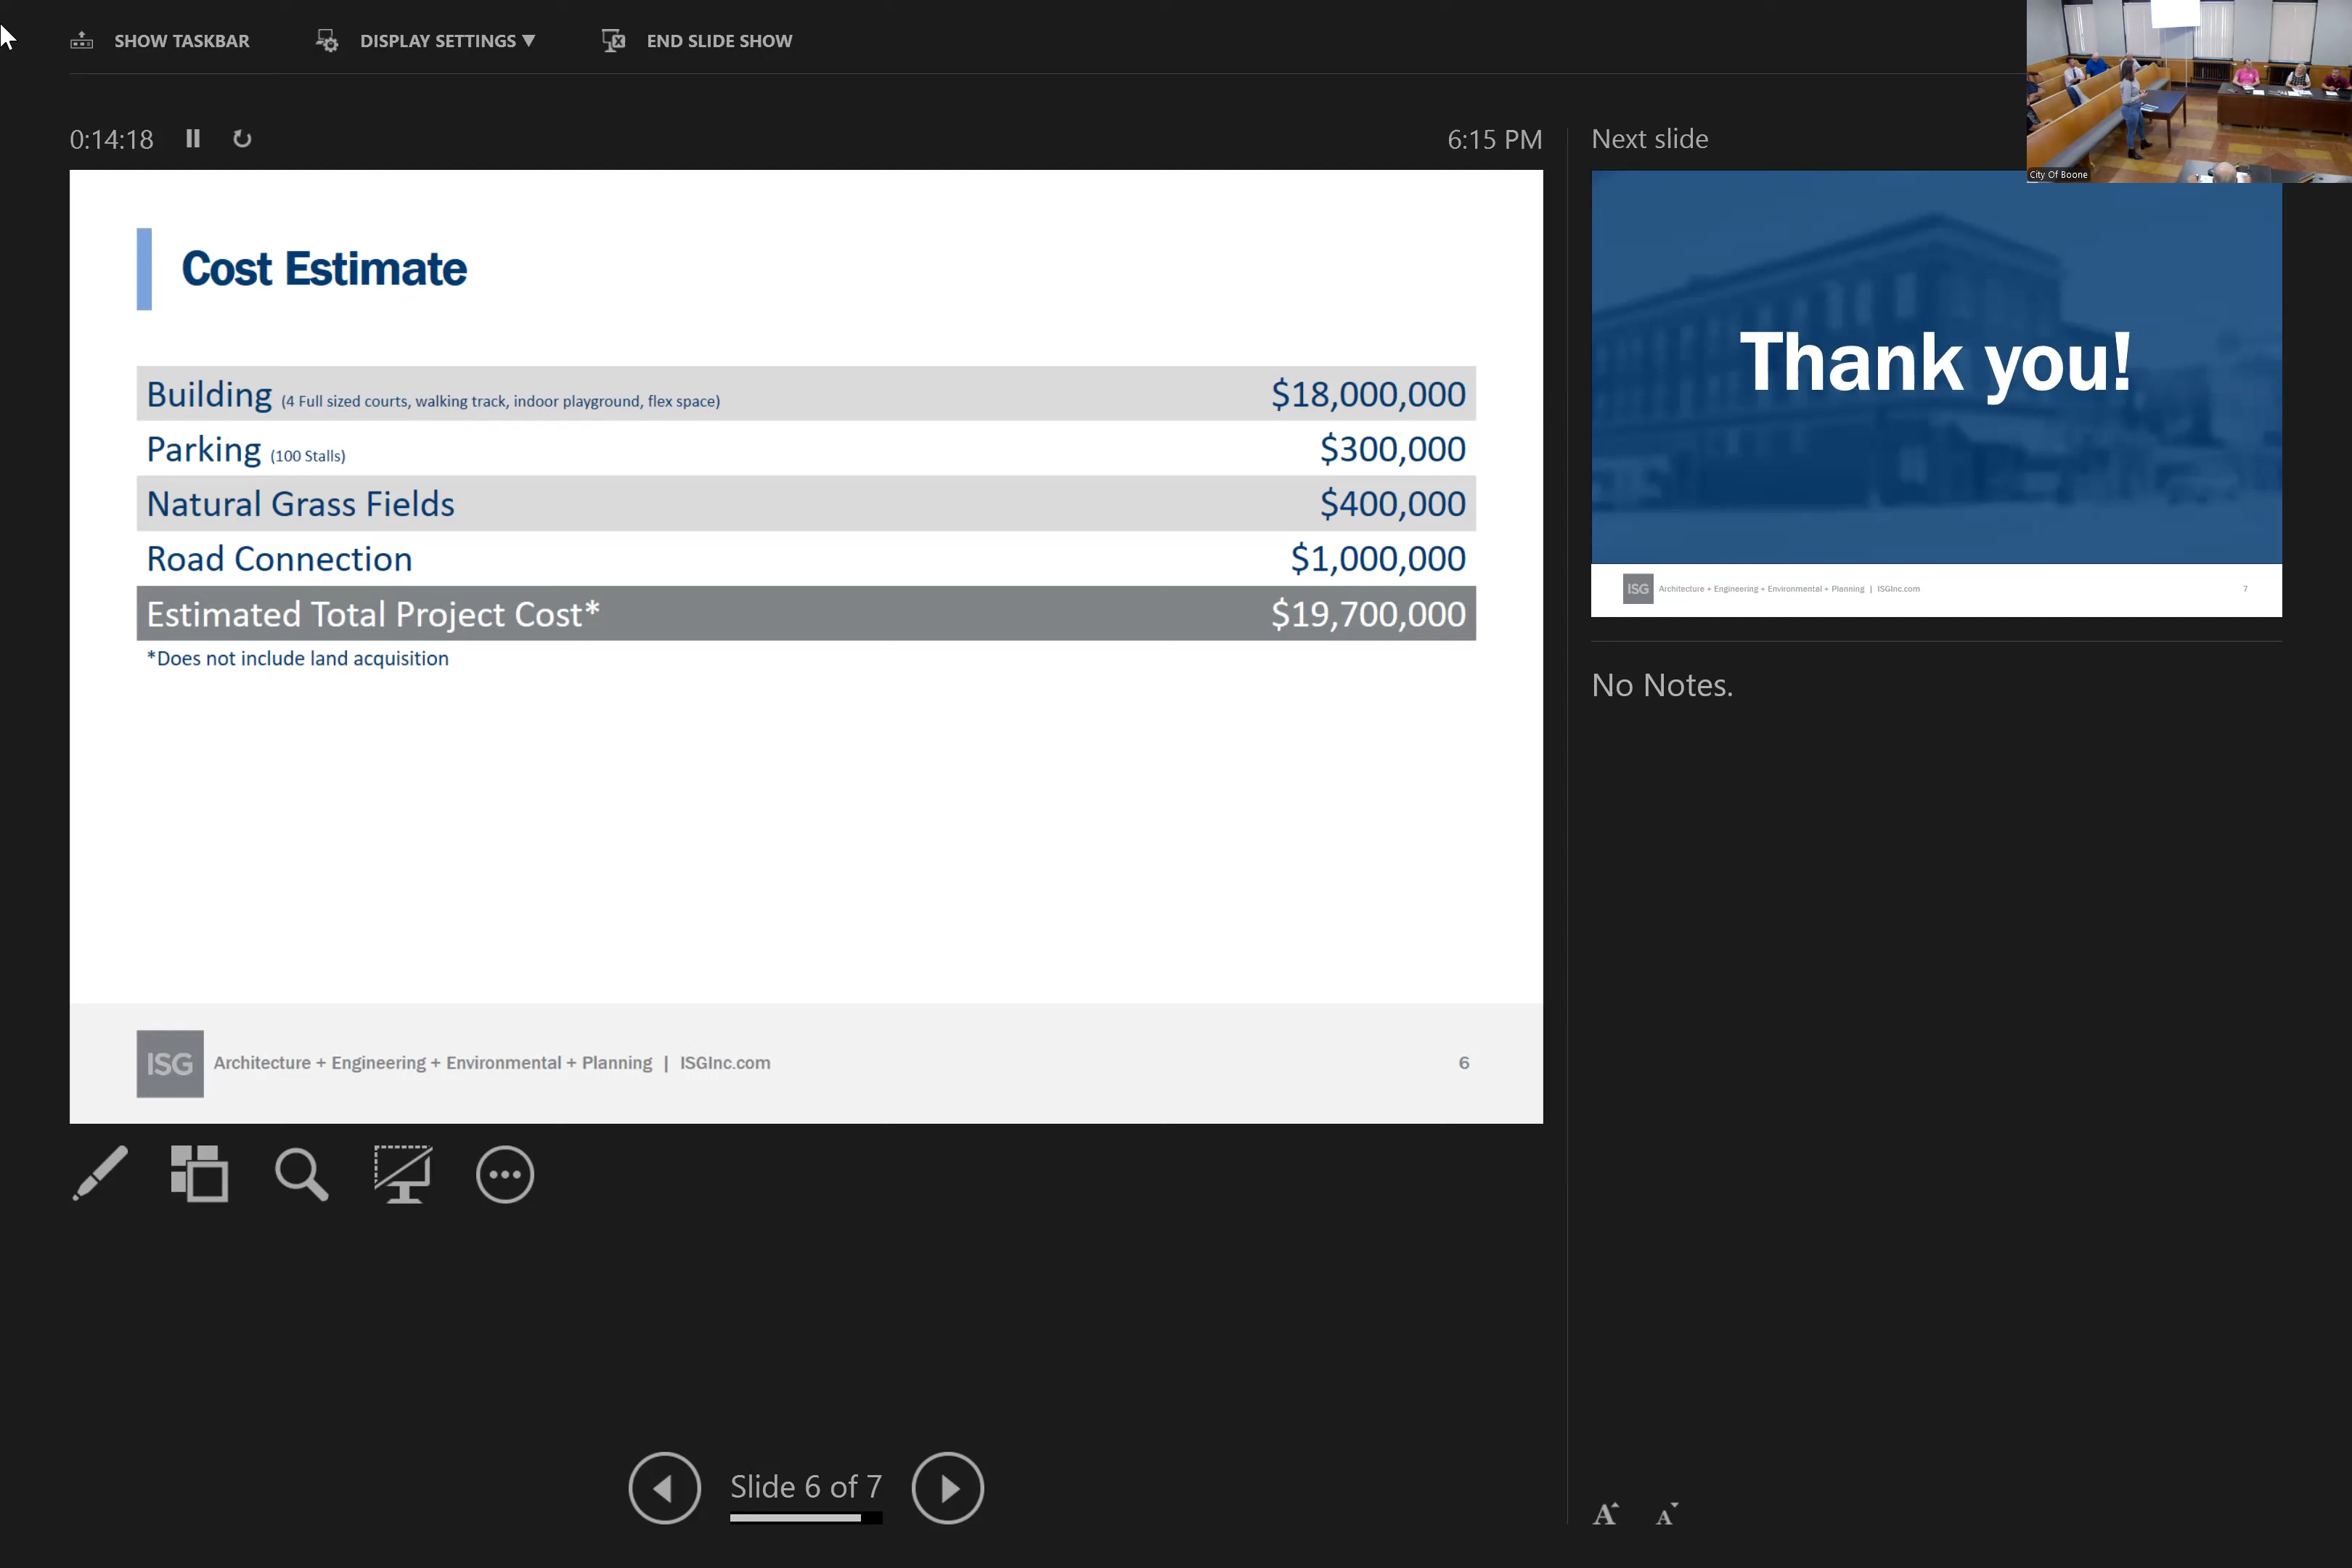 SHOW TASKBAR DISPLAY SETTINGS ▼ END SLIDE SHOW
City Of Boone
0:14:18 6:15 PM
Cost Estimate
Building (4 Full sized courts, walking track, indoor playground, flex space) $18,000,000
Parking (100 Stalls) $300,000
Natural Grass Fields $400,000
Road Connection $1,000,000
Estimated Total Project Cost* $19,700,000
*Does not include land acquisition
ISG Architecture + Engineering + Environmental + Planning | ISGInc.com 6
Slide 6 of 7
Next slide
Thank you!
ISG Architecture + Engineering + Environmental + Planning | ISGInc.com 7
No Notes.
A A